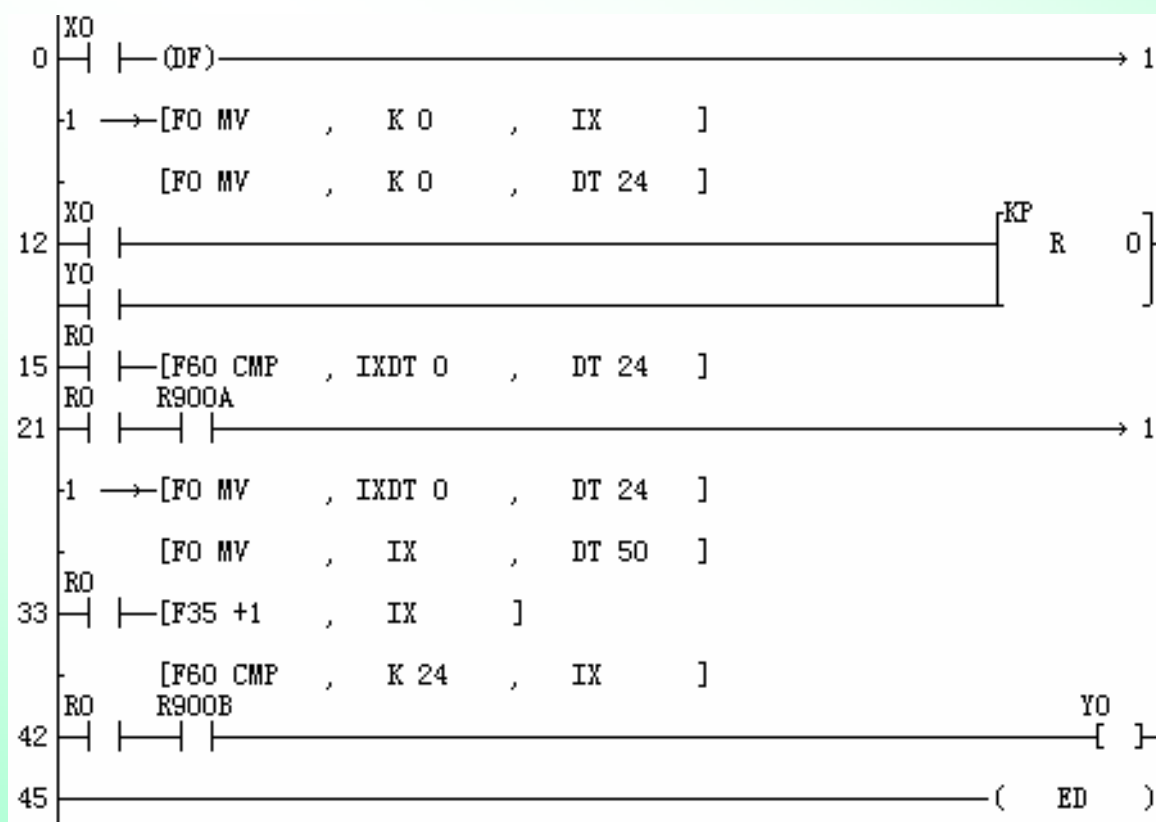 X0
0 (DF) 1
1 [F0 MV , K 0 , IX ]
[F0 MV , K 0 , DT 24 ]
X0 KP
12 R 0
Y0
R0
15 [F60 CMP , IXDT 0 , DT 24 ]
R0 R900A
21 1
1 [F0 MV , IXDT 0 , DT 24 ]
[F0 MV , IX , DT 50 ]
R0
33 [F35 +1 , IX ]
[F60 CMP , K 24 , IX ]
R0 R900B Y0
42 [ ]
45 ( ED )